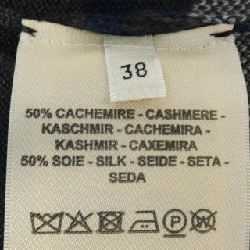 38
50% CACHEMIRE - CASHMERE -
KASCHMIR - CACHEMIRA -
KASHMIR - CAXEMIRA
50% SOIE - SILK - SEIDE - SETA -
SEDA